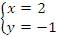 x = 2
y = −1